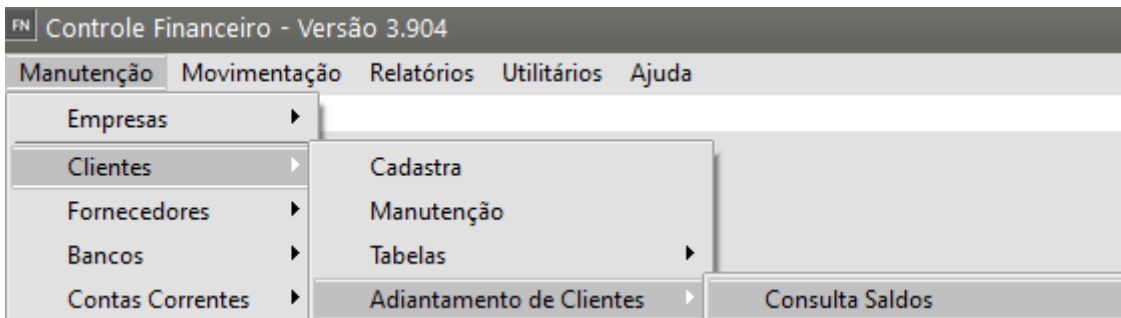 FN Controle Financeiro - Versão 3.904
Manutenção Movimentação Relatórios Utilitários Ajuda
Empresas
Clientes Cadastra
Fornecedores Manutenção
Bancos Tabelas
Contas Correntes Adiantamento de Clientes Consulta Saldos